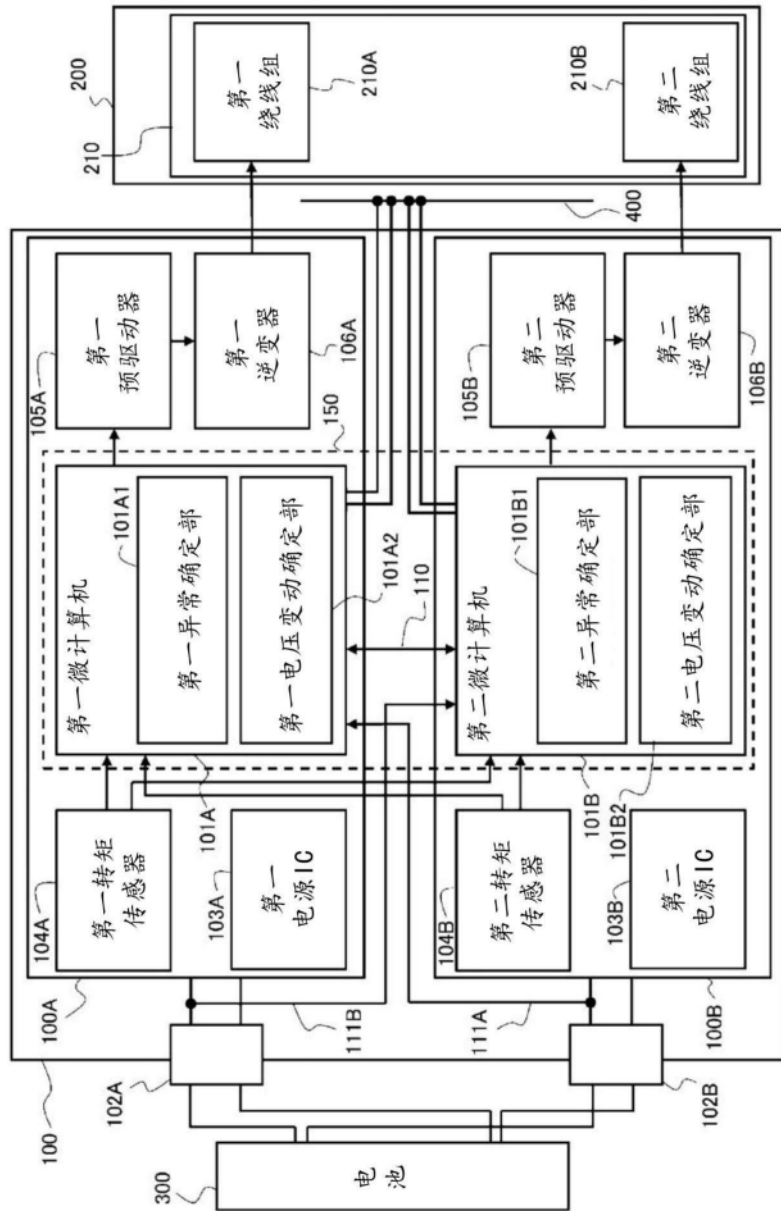 200
210
第一
绕线组
210A
210B
第二
绕线组
400
105A
第一
预驱动器
第一
逆变器
106A
150
105B
第二
预驱动器
第二
逆变器
106B
第一微计算机
101A1
第一异常确定部
第一电压变动确定部
101A2
101A
110
第二微计算机
101B1
第二异常确定部
第二电压变动确定部
101B
101B2
104A
第一转矩
传感器
103A
第一
电源IC
100A
104B
第二转矩
传感器
103B
第二
电源IC
100B
111B
111A
100
102A
102B
300
电池